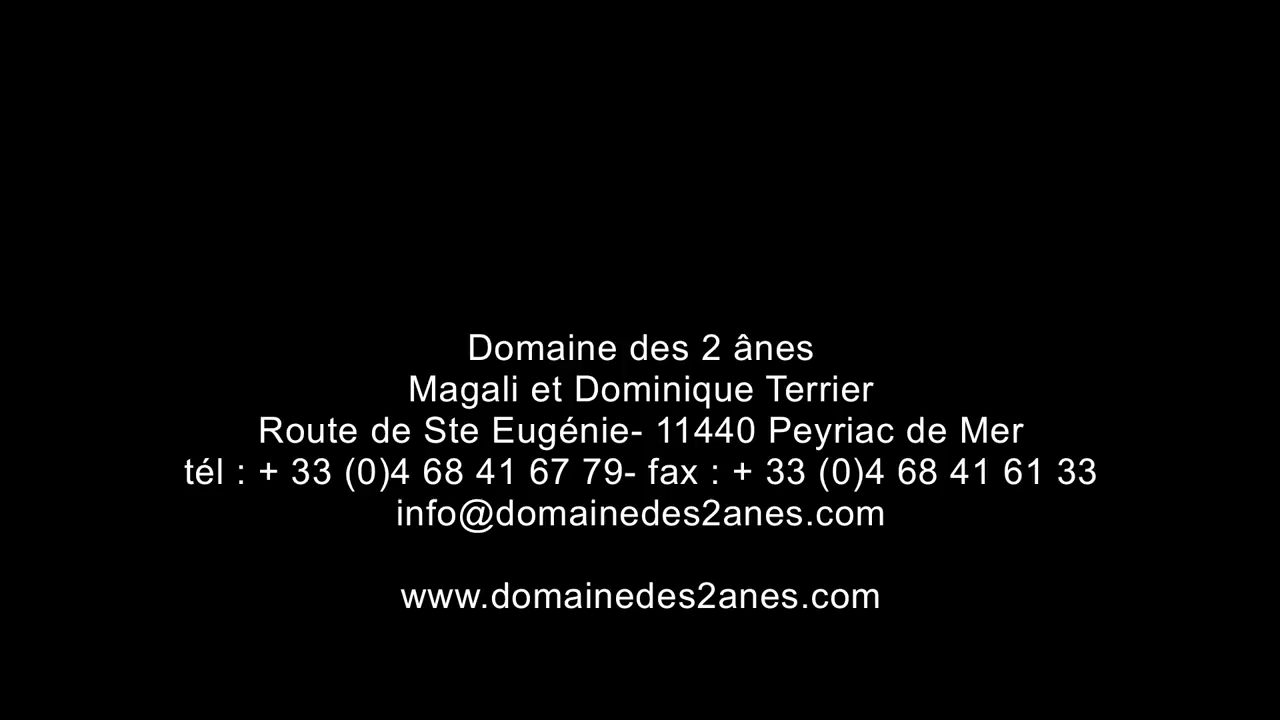 Domaine des 2 ânes
Magali et Dominique Terrier
Route de Ste Eugénie- 11440 Peyriac de Mer
tél : + 33 (0)4 68 41 67 79- fax : + 33 (0)4 68 41 61 33
info@domainedes2anes.com
www.domainedes2anes.com